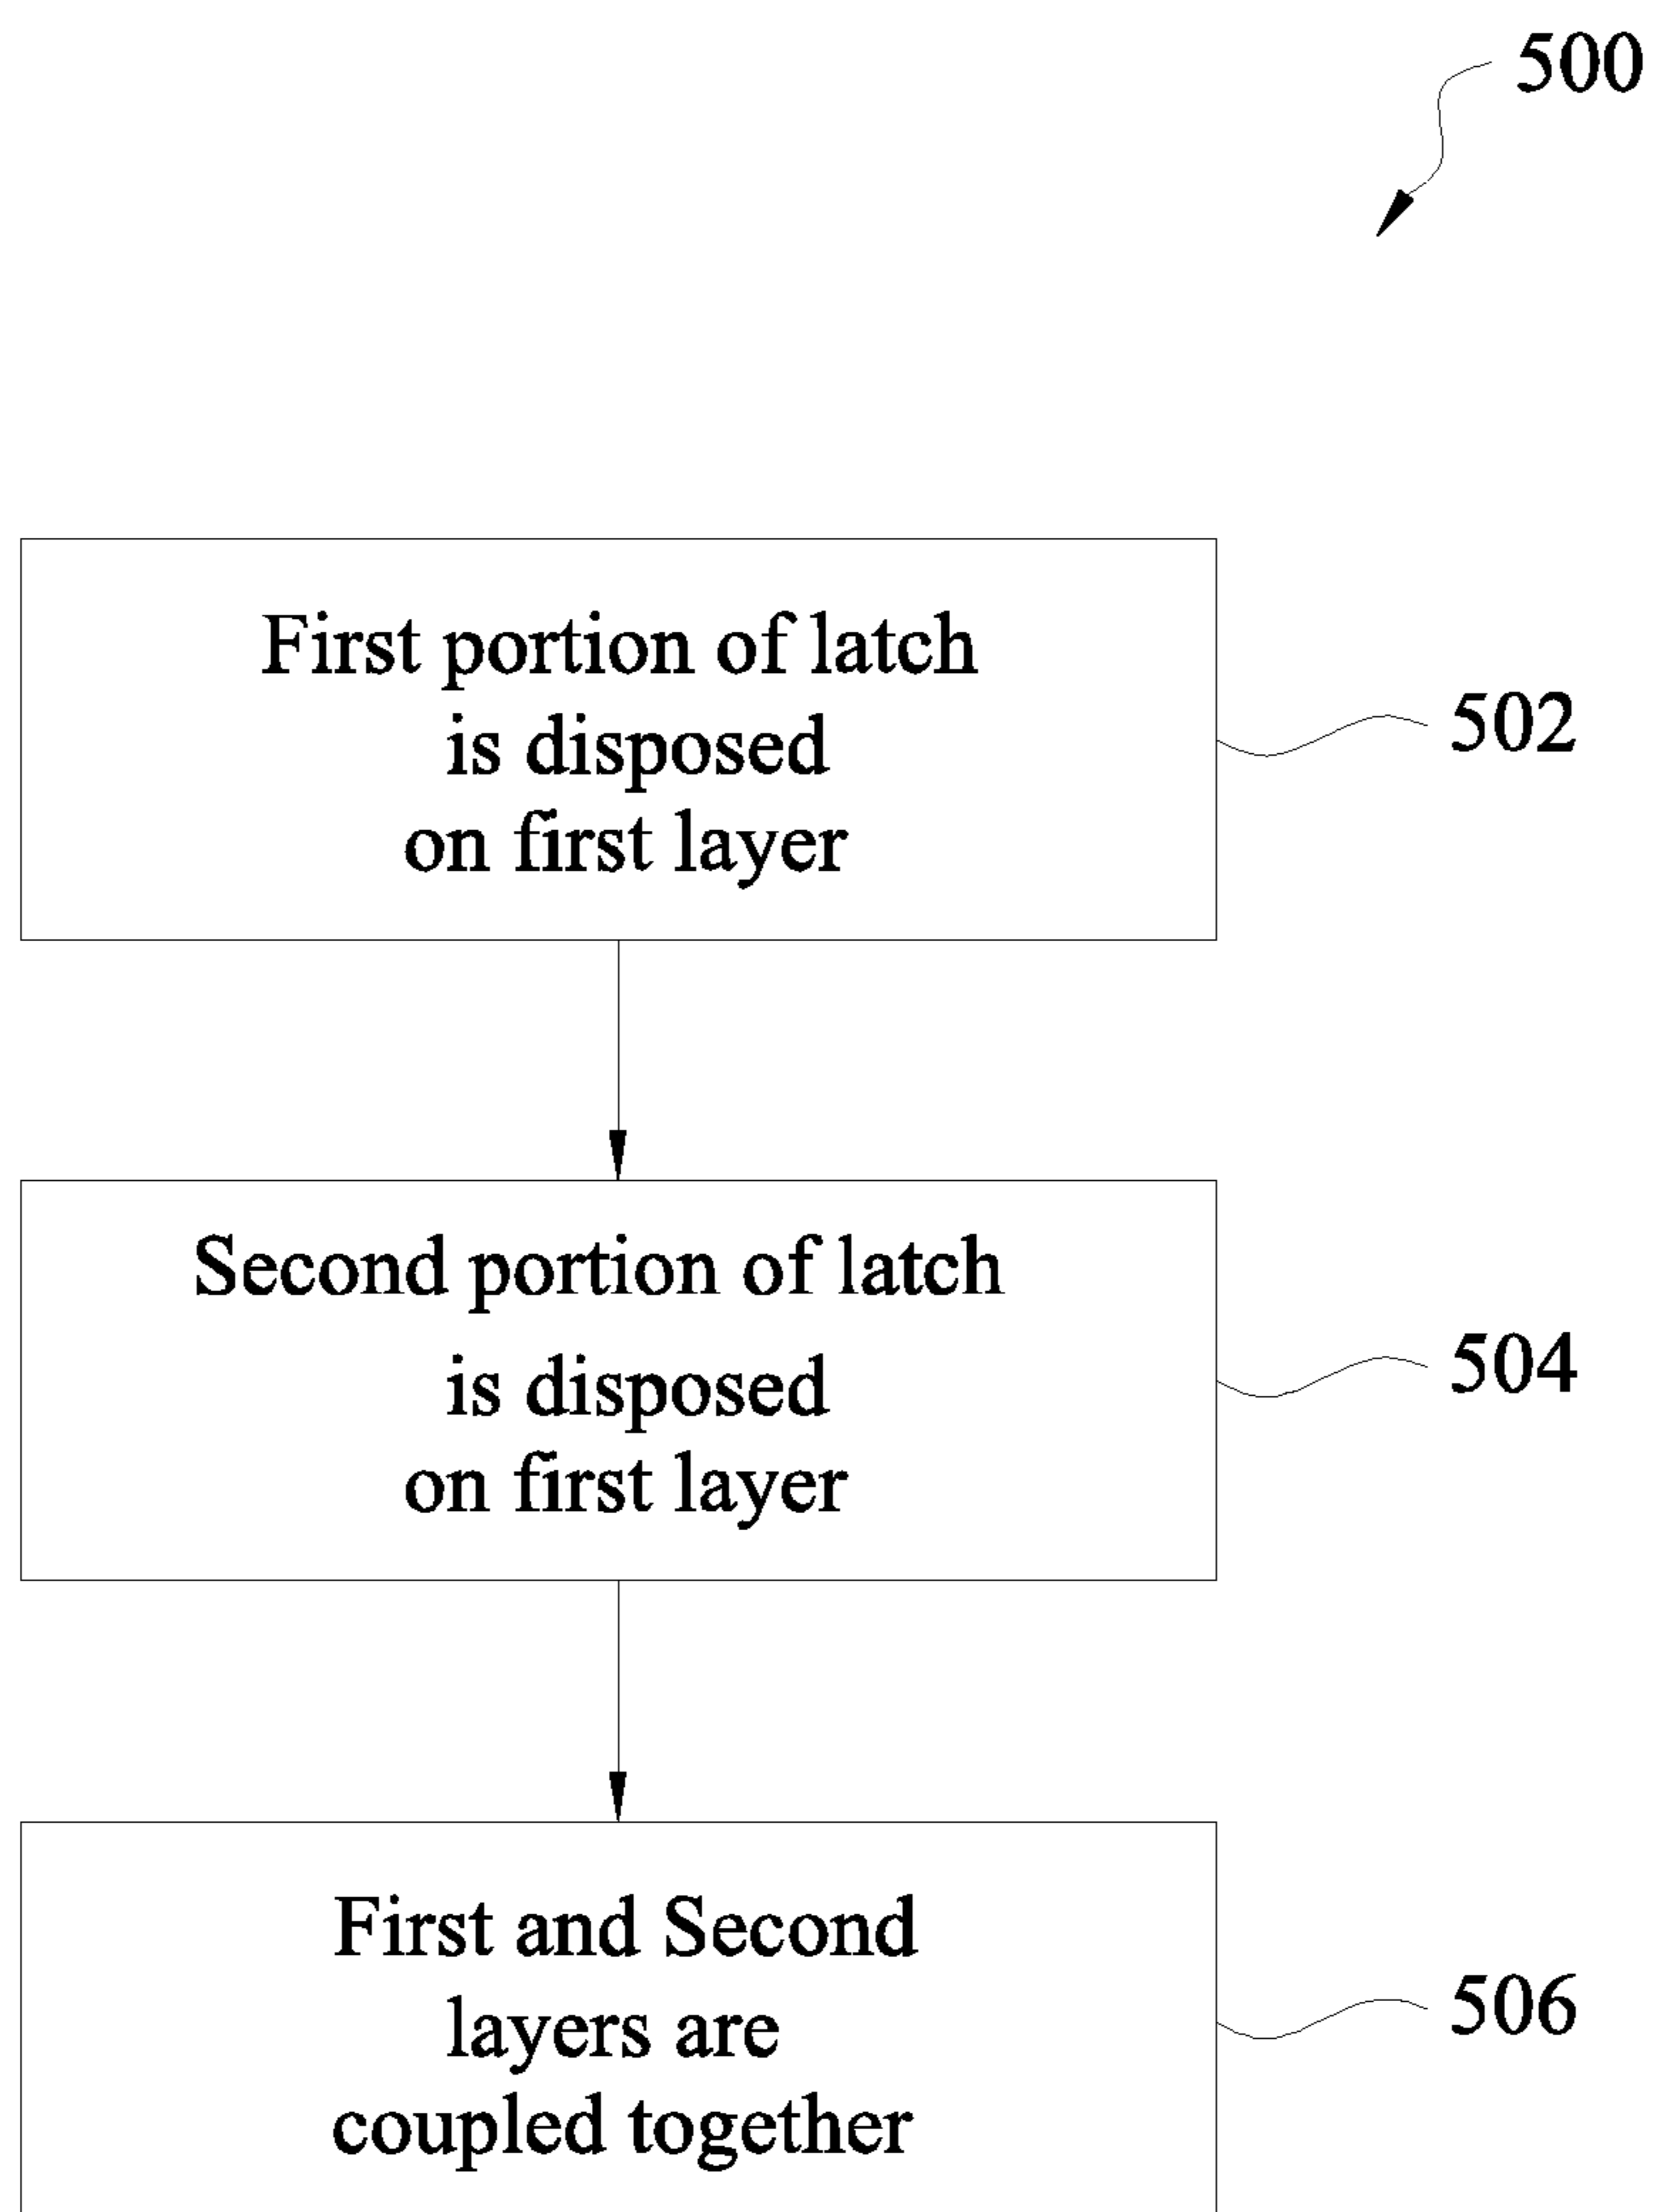 500
First portion of latch
is disposed
on first layer
502
Second portion of latch
is disposed
on first layer
504
First and Second
layers are
coupled together
506